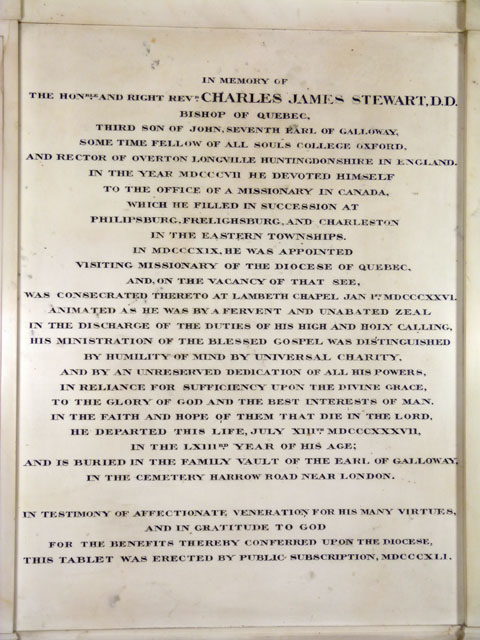 IN MEMORY OF
THE HONBLE AND RIGHT REVD. CHARLES JAMES STEWART, D.D.
BISHOP OF QUEBEC,
THIRD SON OF JOHN, SEVENTH EARL OF GALLOWAY,
SOME TIME FELLOW OF ALL SOULS COLLEGE OXFORD,
AND RECTOR OF OVERTON LONGVILLE HUNTINGDONSHIRE IN ENGLAND.
IN THE YEAR MDCCCVII HE DEVOTED HIMSELF
TO THE OFFICE OF A MISSIONARY IN CANADA,
WHICH HE FILLED IN SUCCESSION AT
PHILIPSBURG, FRELIGHSBURG, AND CHARLESTON
IN THE EASTERN TOWNSHIPS.
IN MDCCCXIX, HE WAS APPOINTED
VISITING MISSIONARY OF THE DIOCESE OF QUEBEC,
AND, ON THE VACANCY OF THAT SEE,
WAS CONSECRATED THERETO AT LAMBETH CHAPEL JAN 1ST MDCCCXXVI.
ANIMATED AS HE WAS BY A FERVENT AND UNABATED ZEAL
IN THE DISCHARGE OF THE DUTIES OF HIS HIGH AND HOLY CALLING,
HIS MINISTRATION OF THE BLESSED GOSPEL WAS DISTINGUISHED
BY HUMILITY OF MIND BY UNIVERSAL CHARITY,
AND BY AN UNRESERVED DEDICATION OF ALL HIS POWERS,
IN RELIANCE FOR SUFFICIENCY UPON THE DIVINE GRACE,
TO THE GLORY OF GOD AND THE BEST INTERESTS OF MAN.
IN THE FAITH AND HOPE OF THEM THAT DIE IN THE LORD,
HE DEPARTED THIS LIFE, JULY XIIITH MDCCCXXXVII,
IN THE LXIIIRD YEAR OF HIS AGE;
AND IS BURIED IN THE FAMILY VAULT OF THE EARL OF GALLOWAY,
IN THE CEMETERY HARROW ROAD NEAR LONDON.
IN TESTIMONY OF AFFECTIONATE VENERATION FOR HIS MANY VIRTUES,
AND IN GRATITUDE TO GOD
FOR THE BENEFITS THEREBY CONFERRED UPON THE DIOCESE,
THIS TABLET WAS ERECTED BY PUBLIC SUBSCRIPTION, MDCCCXLI.